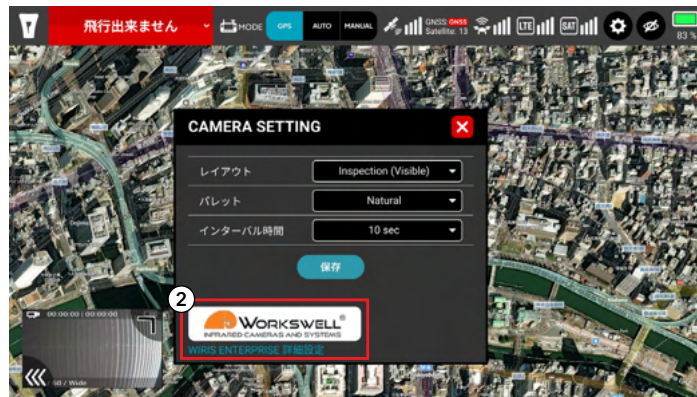 飛行出来ません
MODE GPS AUTO MANUAL
GNSS: GNSS
Satellite: 13
LTE
SAT
83 %
CAMERA SETTING
レイアウト Inspection (Visible)
パレット Natural
インターバル時間 10 sec
保存
2
WORKSWELL®
INFRARED CAMERAS AND SYSTEMS
WIRIS ENTERPRISE 詳細設定
00:00:00 | 00:00:00
60 / Wide